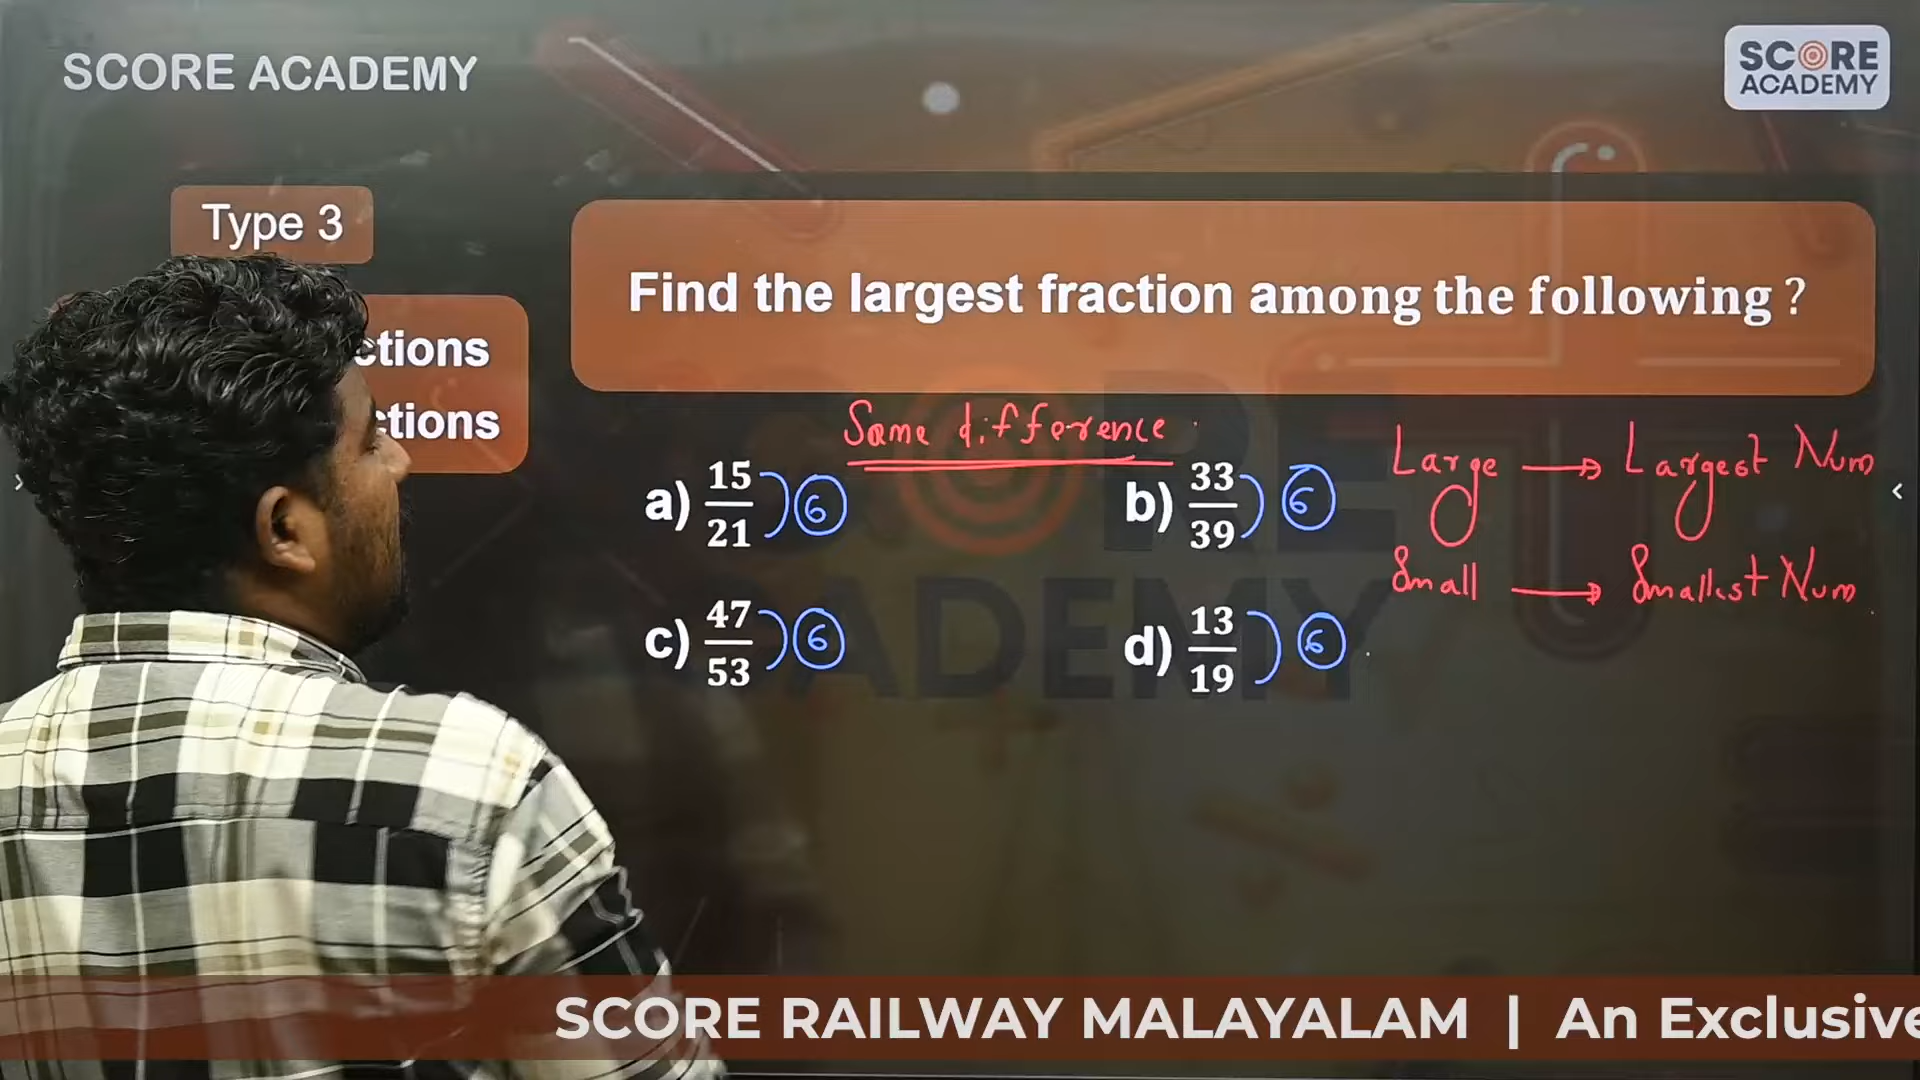 SCORE ACADEMY
SCORE
ACADEMY
Type 3
ctions
ctions
Find the largest fraction among the following ?
Same difference
a) 15/21 6
b) 33/39 6
c) 47/53 6
d) 13/19 6
Large → Largest Num
Small → Smallest Num
SCORE RAILWAY MALAYALAM | An Exclusive